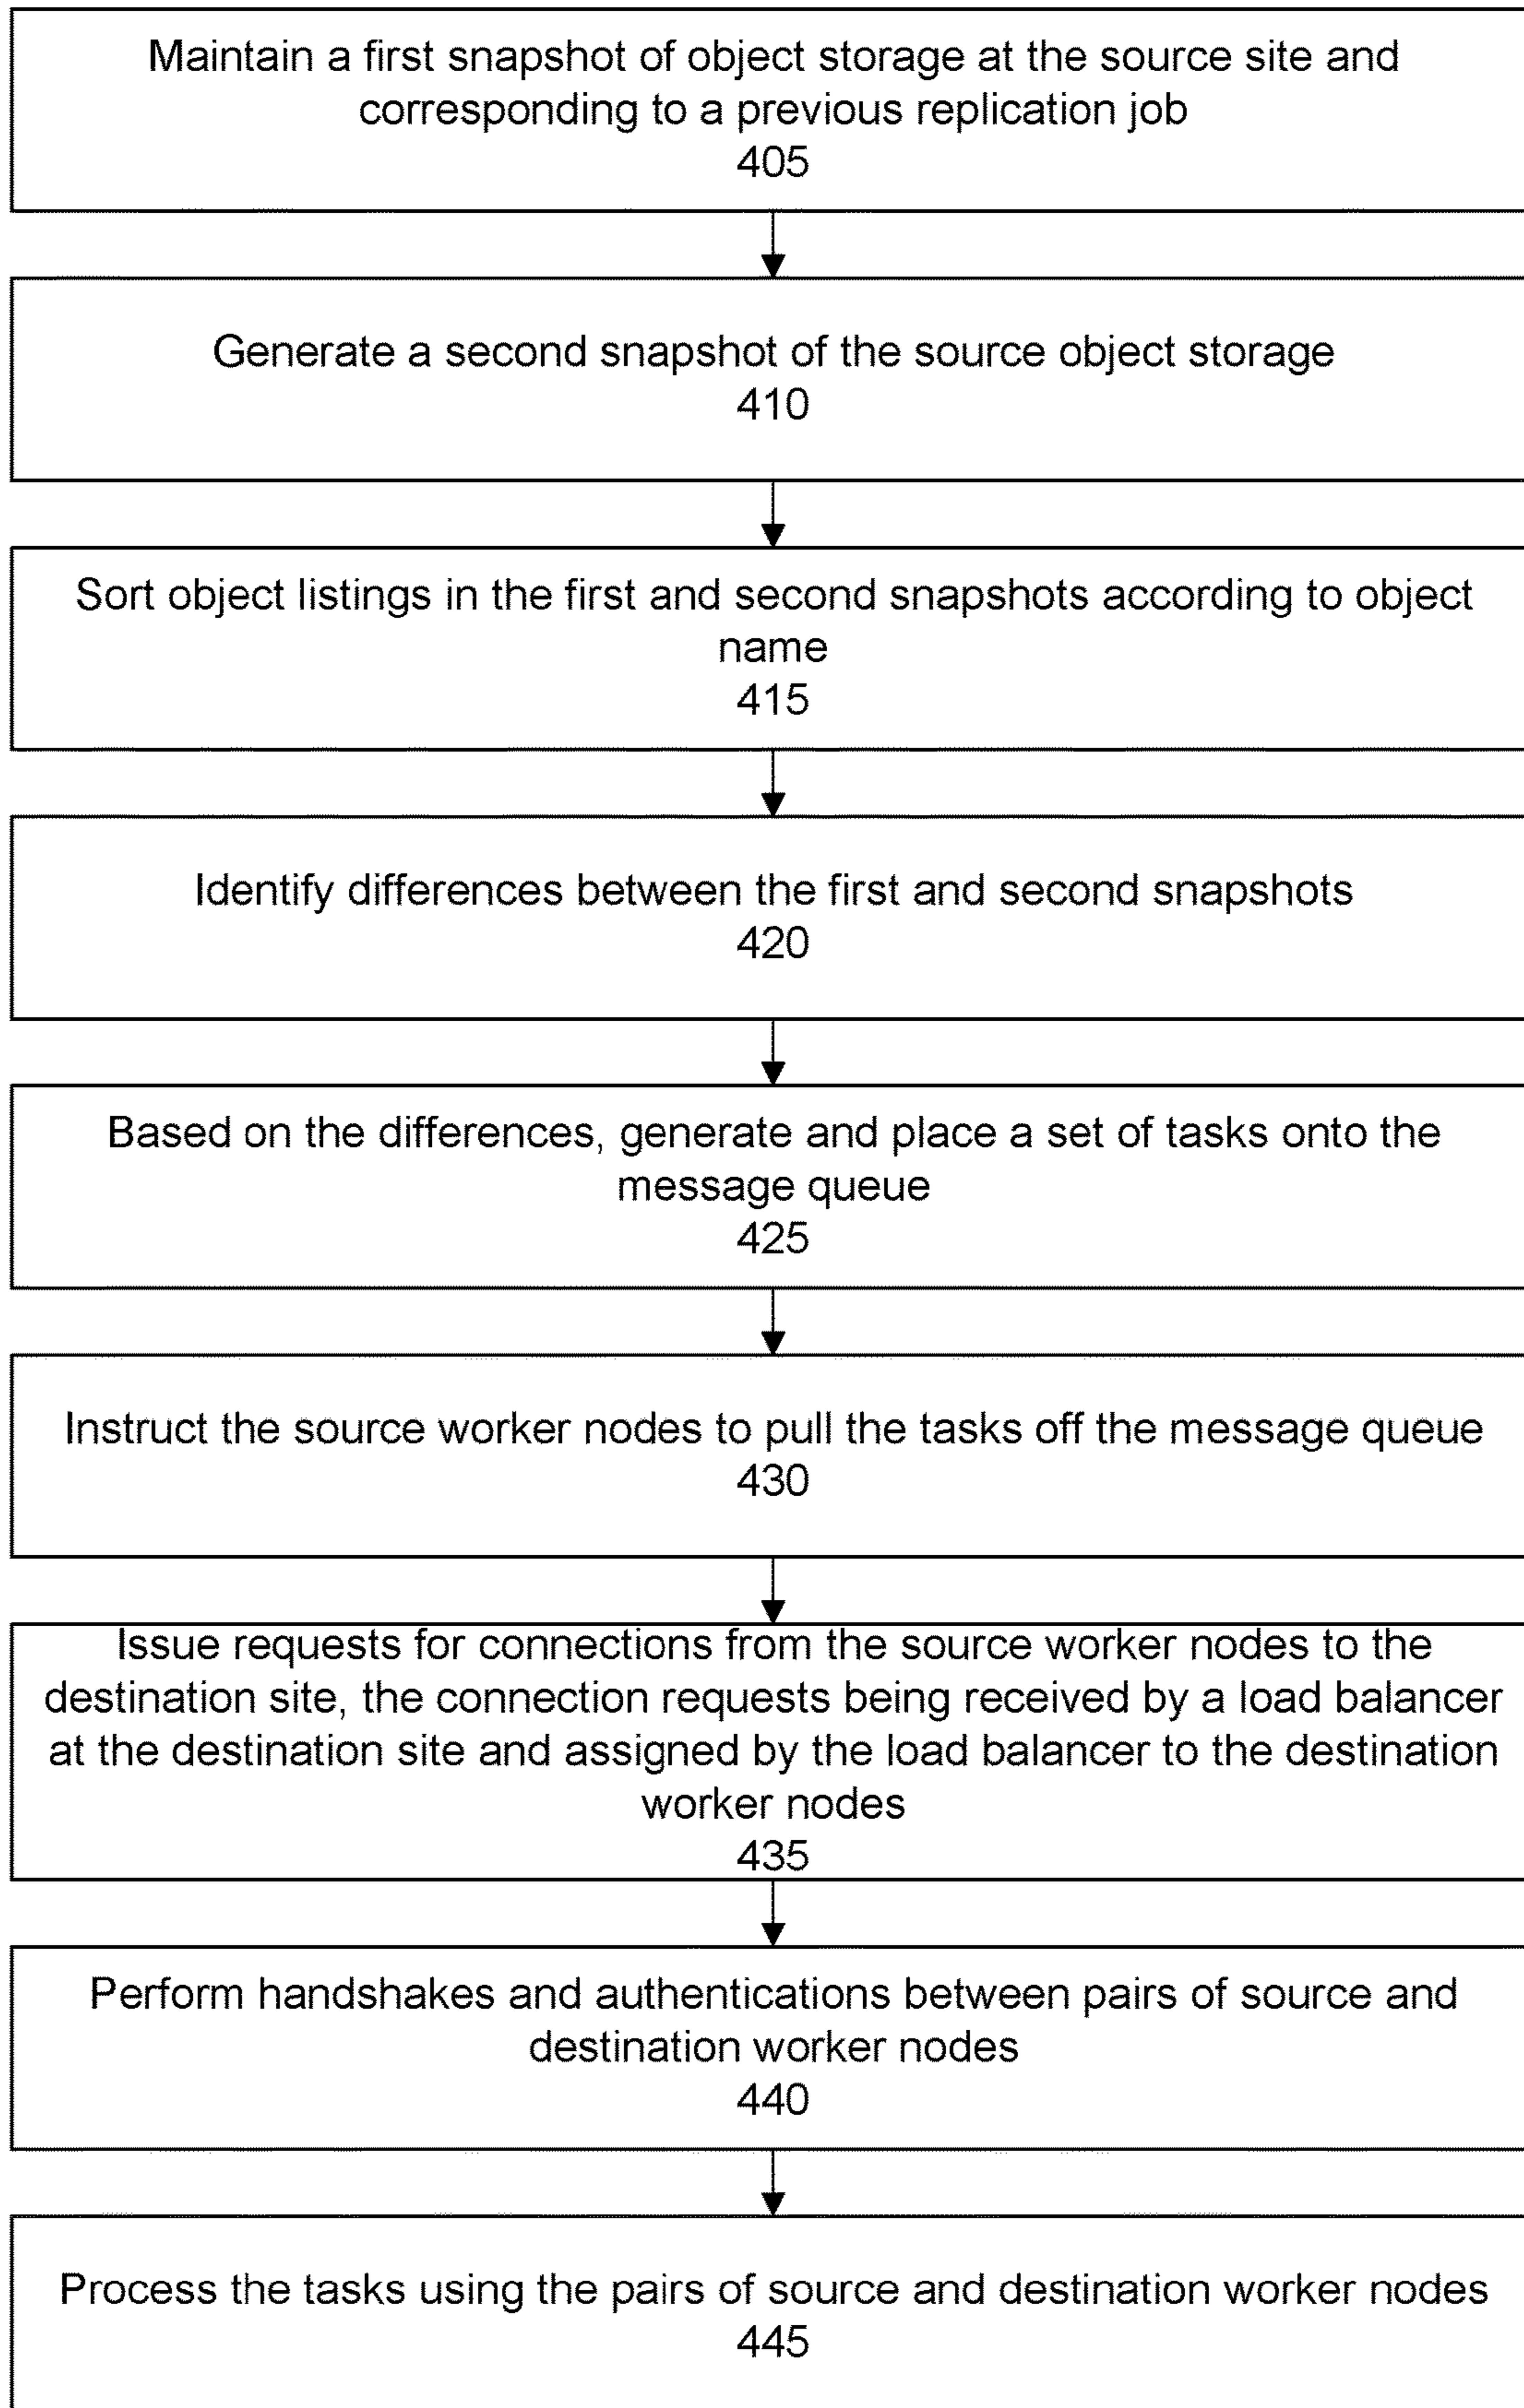 Maintain a first snapshot of object storage at the source site and
corresponding to a previous replication job
405
Generate a second snapshot of the source object storage
410
Sort object listings in the first and second snapshots according to object
name
415
Identify differences between the first and second snapshots
420
Based on the differences, generate and place a set of tasks onto the
message queue
425
Instruct the source worker nodes to pull the tasks off the message queue
430
Issue requests for connections from the source worker nodes to the
destination site, the connection requests being received by a load balancer
at the destination site and assigned by the load balancer to the destination
worker nodes
435
Perform handshakes and authentications between pairs of source and
destination worker nodes
440
Process the tasks using the pairs of source and destination worker nodes
445